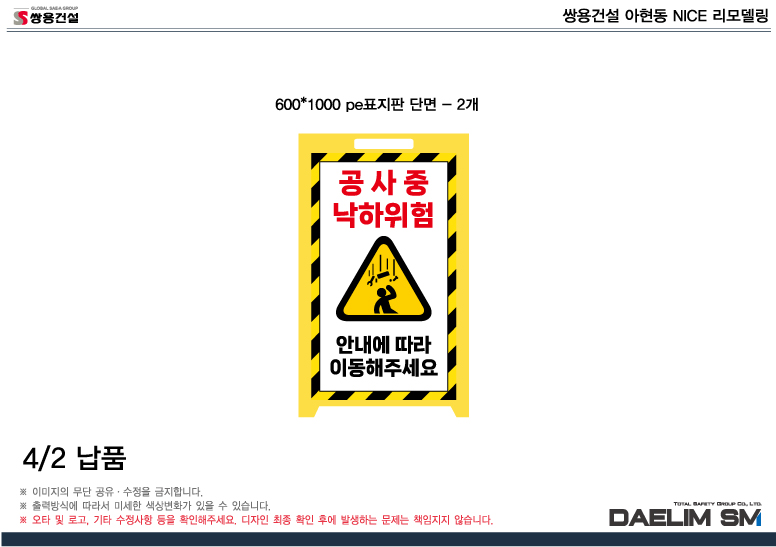 GLOBAL SAE-A GROUP
쌍용건설
쌍용건설 아현동 NICE 리모델링
600*1000 pe표지판 단면 - 2개
공 사 중
낙하위험
안내에 따라
이동해주세요
4/2 납품
※ 이미지의 무단 공유 · 수정을 금지합니다.
※ 출력방식에 따라서 미세한 색상변화가 있을 수 있습니다.
※ 오타 및 로고, 기타 수정사항 등을 확인해주세요. 디자인 최종 확인 후에 발생하는 문제는 책임지지 않습니다.
TOTAL SAFETY GROUP CO., LTD.
DAELIM SM